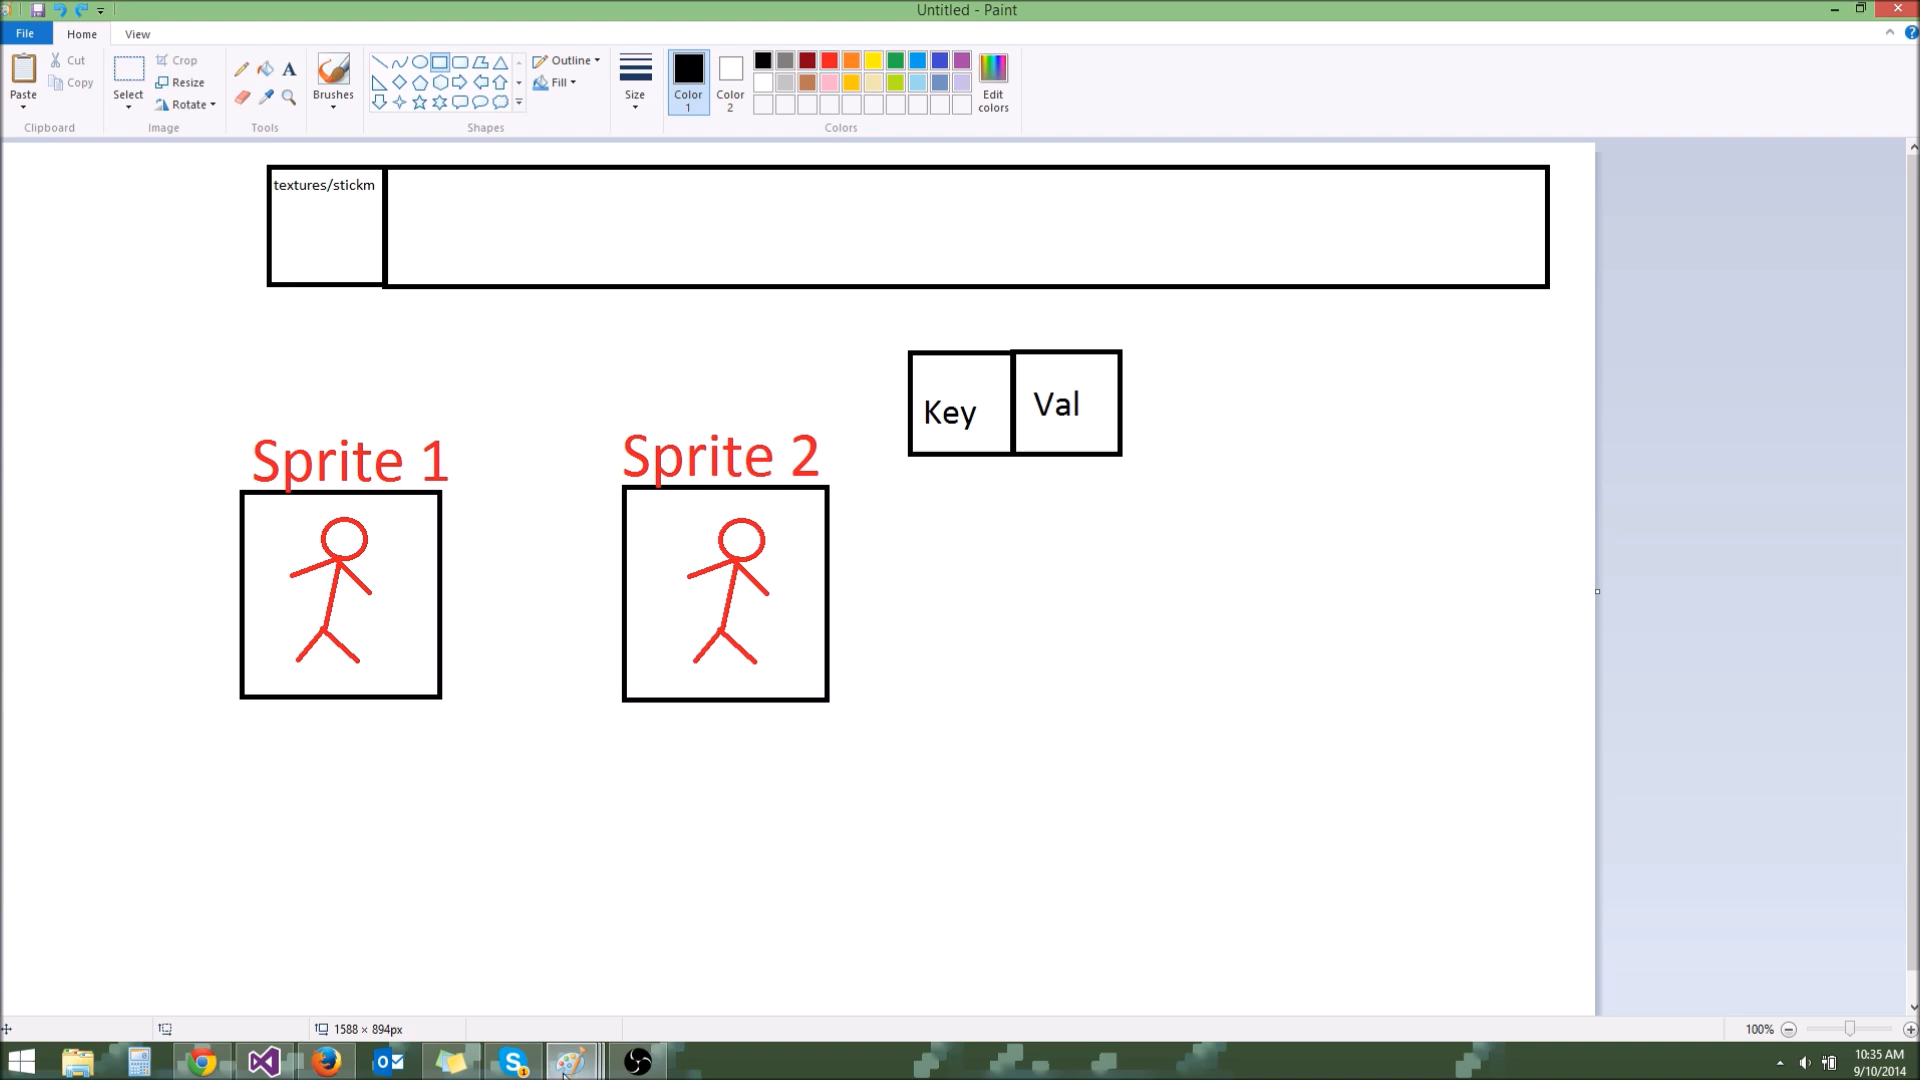 Untitled - Paint
File
Home
View
Paste
Cut
Copy
Clipboard
Select
Crop
Resize
Rotate
Image
Tools
Brushes
Shapes
Outline
Fill
Size
Color
1
Color
2
Edit
colors
Colors
textures/stickm
Key
Val
Sprite 1
Sprite 2
1588 × 894px
100%
10:35 AM
9/10/2014